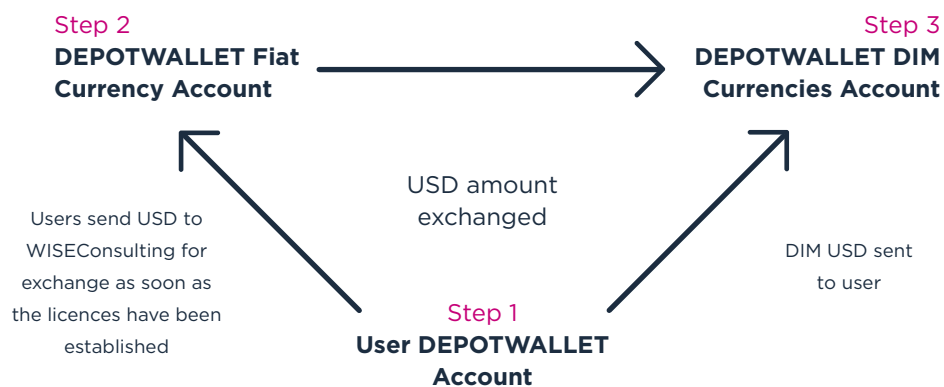 Step 2
DEPOTWALLET Fiat
Currency Account
Step 3
DEPOTWALLET DIM
Currencies Account
USD amount
exchanged
Users send USD to
WISEConsulting for
exchange as soon as
the licences have been
established
DIM USD sent
to user
Step 1
User DEPOTWALLET
Account